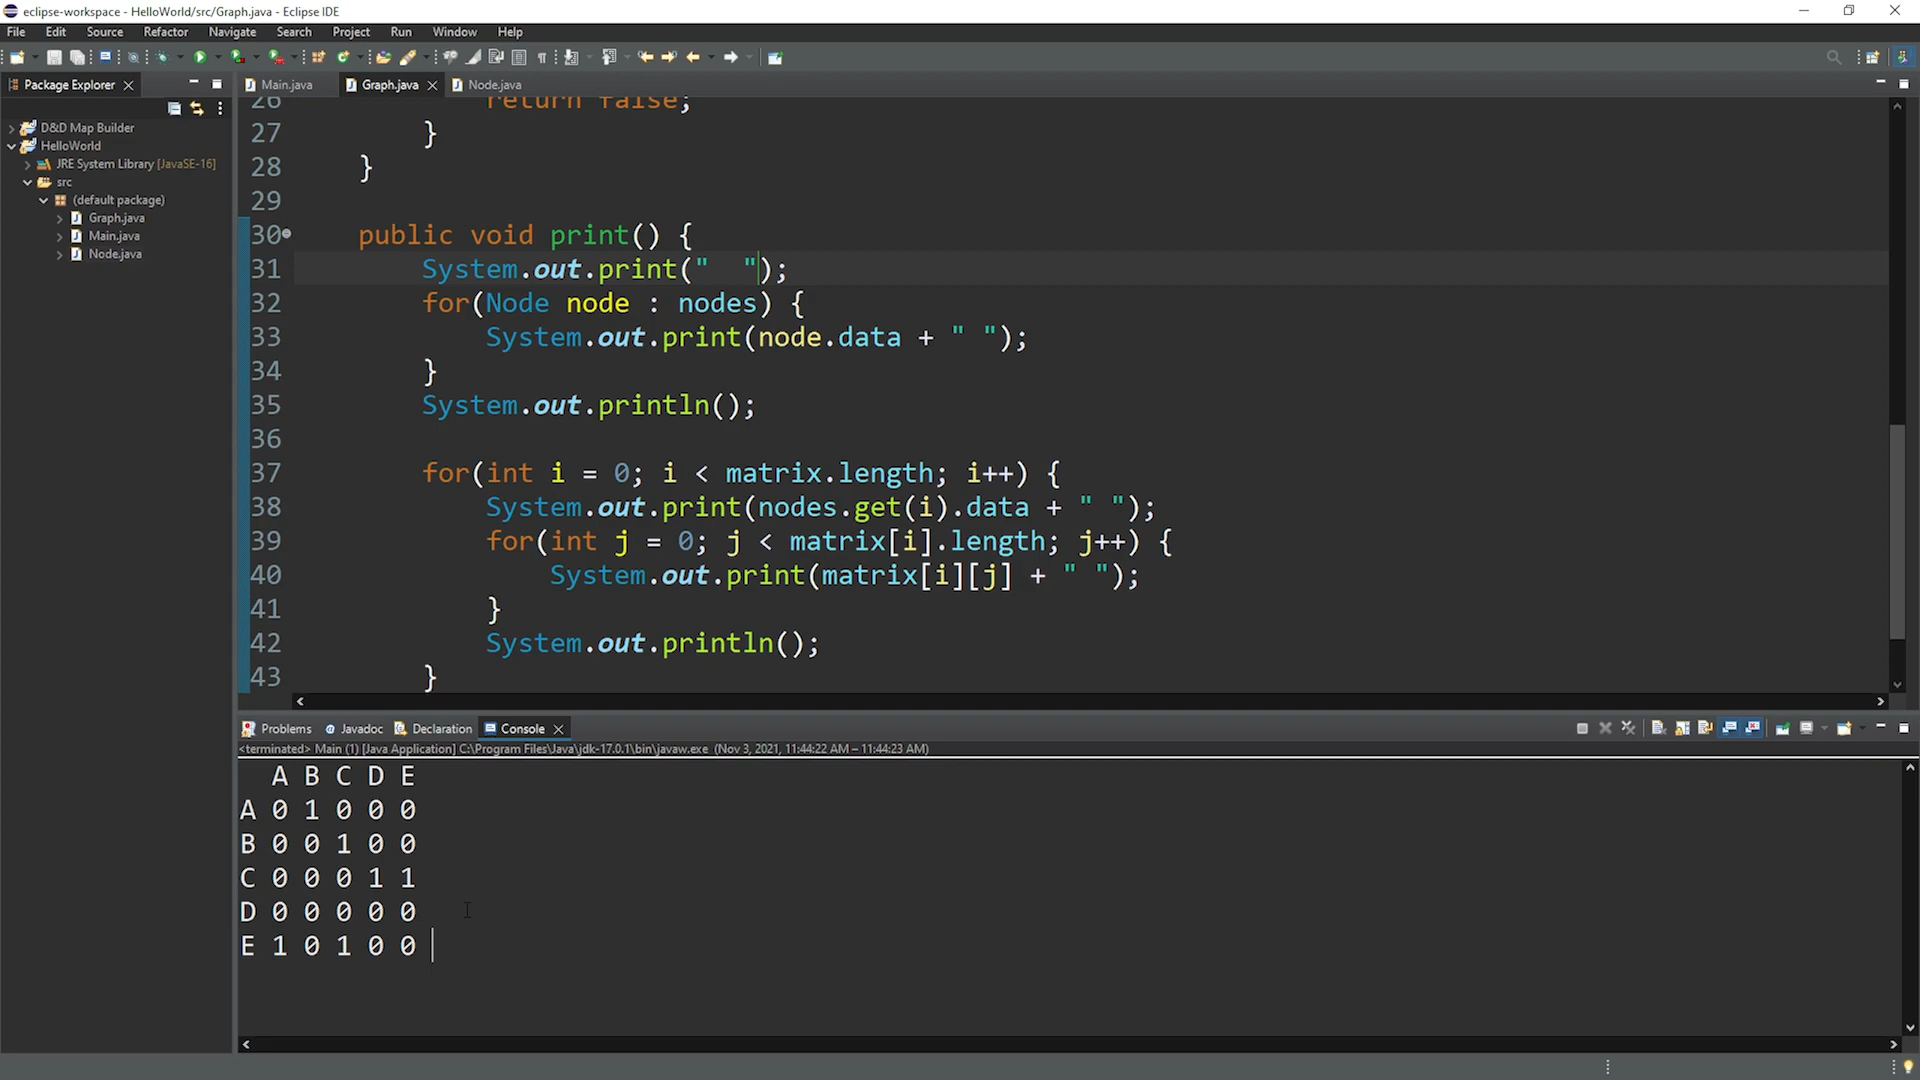 eclipse-workspace - HelloWorld/src/Graph.java - Eclipse IDE
File Edit Source Refactor Navigate Search Project Run Window Help
Package Explorer
Main.java Graph.java Node.java
D&D Map Builder
HelloWorld
JRE System Library [JavaSE-16]
src
(default package)
Graph.java
Main.java
Node.java
26 return false;
27 }
28 }
29
30 public void print() {
31 System.out.print("  ");
32 for(Node node : nodes) {
33 System.out.print(node.data + " ");
34 }
35 System.out.println();
36
37 for(int i = 0; i < matrix.length; i++) {
38 System.out.print(nodes.get(i).data + " ");
39 for(int j = 0; j < matrix[i].length; j++) {
40 System.out.print(matrix[i][j] + " ");
41 }
42 System.out.println();
43 }
Problems Javadoc Declaration Console
<terminated> Main (1) [Java Application] C:\Program Files\Java\jdk-17.0.1\bin\javaw.exe (Nov 3, 2021, 11:44:22 AM – 11:44:23 AM)
A B C D E
A 0 1 0 0 0
B 0 0 1 0 0
C 0 0 0 1 1
D 0 0 0 0 0
E 1 0 1 0 0